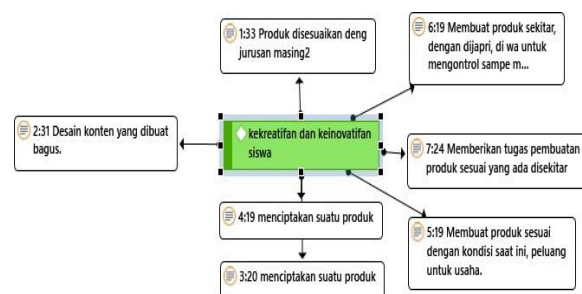 1:33 Produk disesuaikan deng
jurusan masing2
6:19 Membuat produk sekitar,
dengan dijapri, di wa untuk
mengontrol sampe m...
2:31 Desain konten yang dibuat
bagus.
kekreatifan dan keinovatifan
siswa
7:24 Memberikan tugas pembuatan
produk sesuai yang ada disekitar
4:19 menciptakan suatu produk
5:19 Membuat produk sesuai
dengan kondisi saat ini, peluang
untuk usaha.
3:20 menciptakan suatu produk